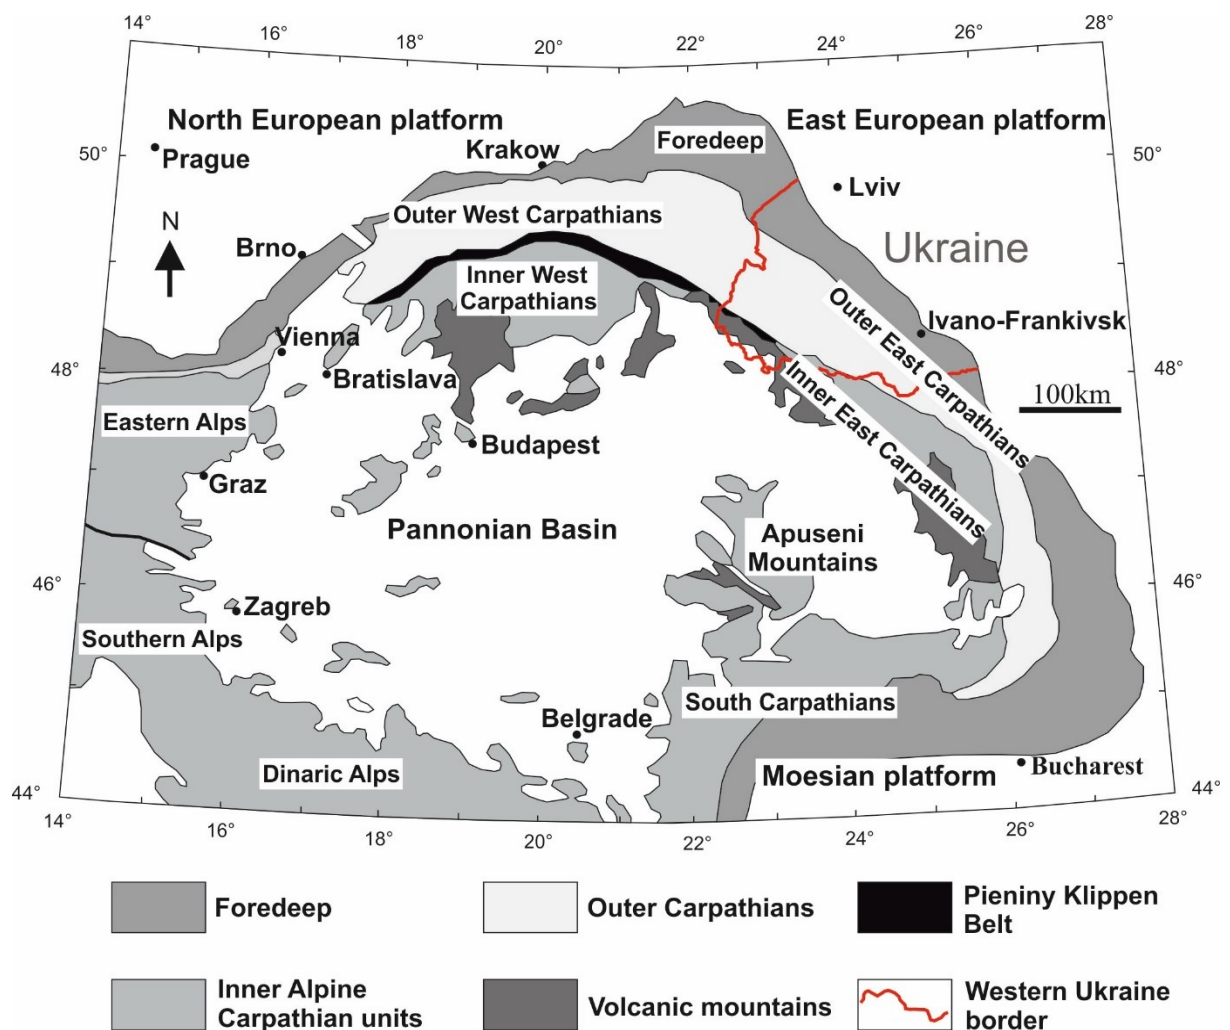 14° 16° 18° 20° 22° 24° 26° 28°
North European platform
East European platform
Krakow
Foredeep
50°
Prague
50°
Lviv
N
Outer West Carpathians
Brno
Ukraine
Inner West
Carpathians
Outer East Carpathians
Ivano-Frankivsk
Vienna
48°
Bratislava
48°
Inner East Carpathians
100km
Eastern Alps
Budapest
Graz
Pannonian Basin
Apuseni
Mountains
46°
46°
Zagreb
Southern Alps
South Carpathians
Belgrade
Dinaric Alps
Moesian platform
Bucharest
44°
44°
14° 16° 18° 20° 22° 24° 26° 28°
Foredeep
Outer Carpathians
Pieniny Klippen
Belt
Inner Alpine
Carpathian units
Volcanic mountains
Western Ukraine
border